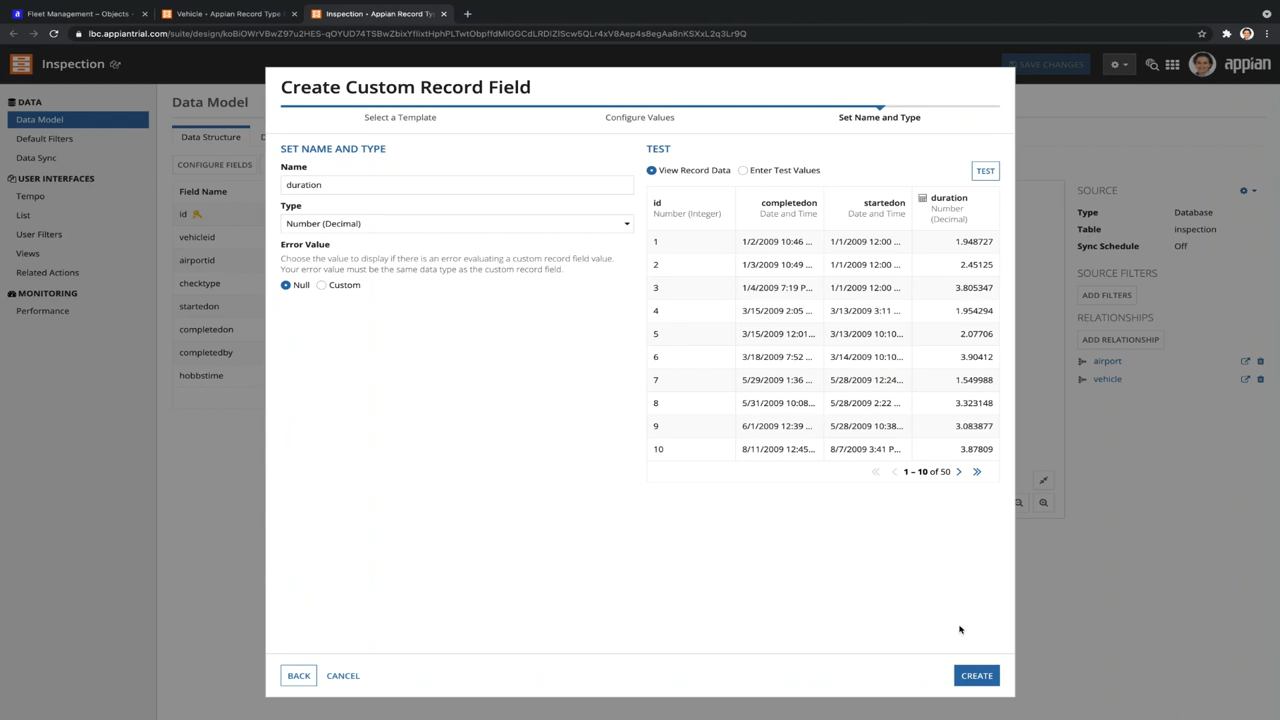 Fleet Management – Objects -
Vehicle • Appian Record Type
Inspection • Appian Record Ty
Inspection
SAVE CHANGES
appian
DATA
Data Model
Default Filters
Data Sync
USER INTERFACES
Tempo
List
User Filters
Views
Related Actions
MONITORING
Performance
Data Model
Data Structure
D
CONFIGURE FIELDS
Field Name
id
vehicleid
airportid
checktype
startedon
completedon
completedby
hobbstime
Create Custom Record Field
Select a Template
Configure Values
Set Name and Type
SET NAME AND TYPE
Name
duration
Type
Number (Decimal)
Error Value
Choose the value to display if there is an error evaluating a custom record field value.
Your error value must be the same data type as the custom record field.
Null Custom
TEST
View Record Data Enter Test Values TEST
id completedon startedon duration
Number (Integer) Date and Time Date and Time Number
(Decimal)
1 1/2/2009 10:46 ... 1/1/2009 12:00 ... 1.948727
2 1/3/2009 10:49 ... 1/1/2009 12:00 ... 2.45125
3 1/4/2009 7:19 P... 1/1/2009 12:00 ... 3.805347
4 3/15/2009 2:05 ... 3/13/2009 3:11 ... 1.954294
5 3/15/2009 12:01... 3/13/2009 10:10... 2.07706
6 3/18/2009 7:52 ... 3/14/2009 10:10... 3.90412
7 5/29/2009 1:36 ... 5/28/2009 12:24... 1.549988
8 5/31/2009 10:08... 5/28/2009 2:22 ... 3.323148
9 6/1/2009 12:39 ... 5/28/2009 10:38... 3.083877
10 8/11/2009 12:45... 8/7/2009 3:41 P... 3.87809
1 – 10 of 50
BACK CANCEL CREATE
SOURCE
Type Database
Table inspection
Sync Schedule Off
SOURCE FILTERS
ADD FILTERS
RELATIONSHIPS
ADD RELATIONSHIP
airport
vehicle